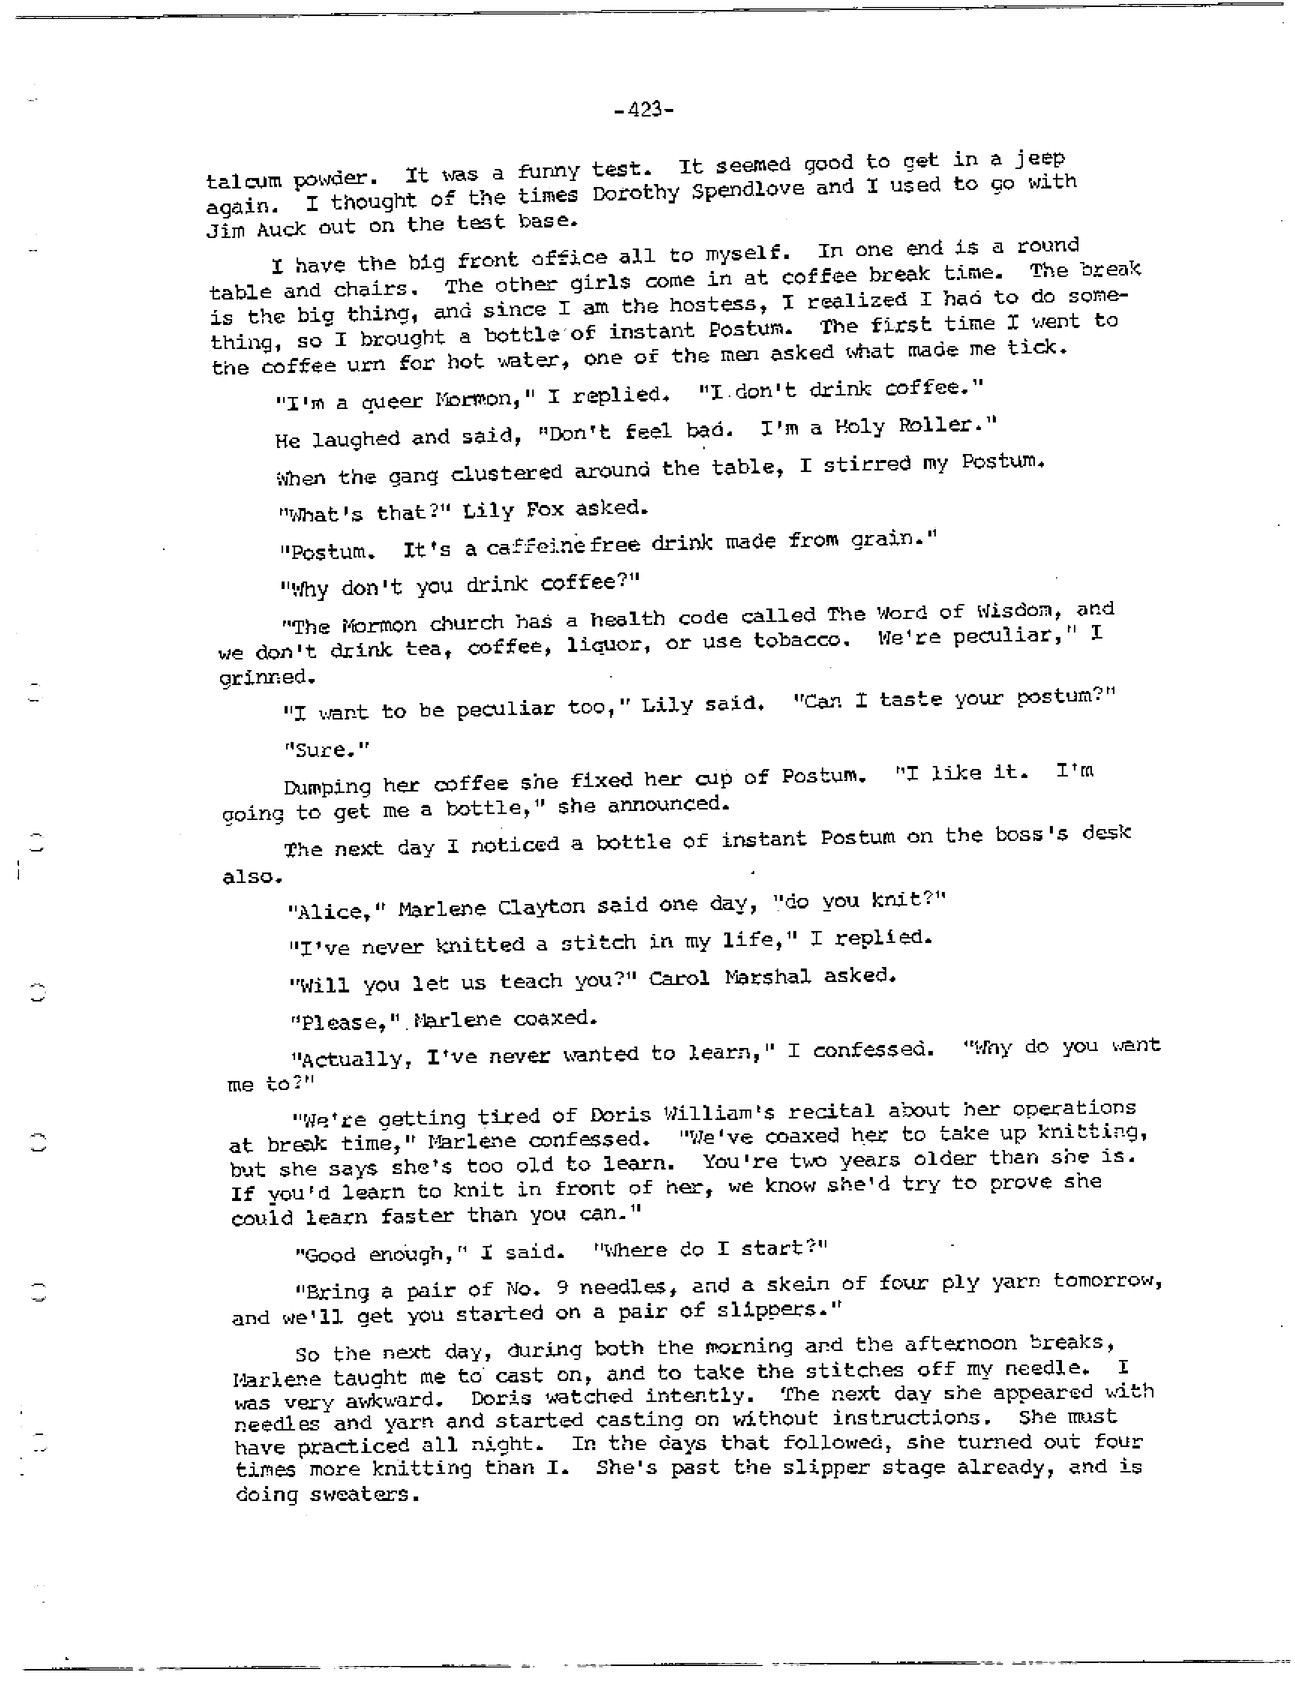 -423-
talcum powder. It was a funny test. It seemed good to get in a jeep
again. I thought of the times Dorothy Spendlove and I used to go with
Jim Auck out on the test base.
I have the big front office all to myself. In one end is a round
table and chairs. The other girls come in at coffee break time. The break
is the big thing, and since I am the hostess, I realized I had to do some-
thing, so I brought a bottle of instant Postum. The first time I went to
the coffee urn for hot water, one of the men asked what made me tick.
"I'm a queer Mormon," I replied. "I don't drink coffee."
He laughed and said, "Don't feel bad. I'm a Holy Roller."
When the gang clustered around the table, I stirred my Postum.
"What's that?" Lily Fox asked.
"Postum. It's a caffeine free drink made from grain."
"Why don't you drink coffee?"
"The Mormon church has a health code called The Word of Wisdom, and
we don't drink tea, coffee, liquor, or use tobacco. We're peculiar," I
grinned.
"I want to be peculiar too," Lily said. "Can I taste your postum?"
"Sure."
Dumping her coffee she fixed her cup of Postum. "I like it. I'm
going to get me a bottle," she announced.
The next day I noticed a bottle of instant Postum on the boss's desk
also.
"Alice," Marlene Clayton said one day, "do you knit?"
"I've never knitted a stitch in my life," I replied.
"Will you let us teach you?" Carol Marshal asked.
"Please," Marlene coaxed.
"Actually, I've never wanted to learn," I confessed. "Why do you want
me to?"
"We're getting tired of Doris William's recital about her operations
at break time," Marlene confessed. "We've coaxed her to take up knitting,
but she says she's too old to learn. You're two years older than she is.
If you'd learn to knit in front of her, we know she'd try to prove she
could learn faster than you can."
"Good enough," I said. "Where do I start?"
"Bring a pair of No. 9 needles, and a skein of four ply yarn tomorrow,
and we'll get you started on a pair of slippers."
So the next day, during both the morning and the afternoon breaks,
Marlene taught me to cast on, and to take the stitches off my needle. I
was very awkward. Doris watched intently. The next day she appeared with
needles and yarn and started casting on without instructions. She must
have practiced all night. In the days that followed, she turned out four
times more knitting than I. She's past the slipper stage already, and is
doing sweaters.